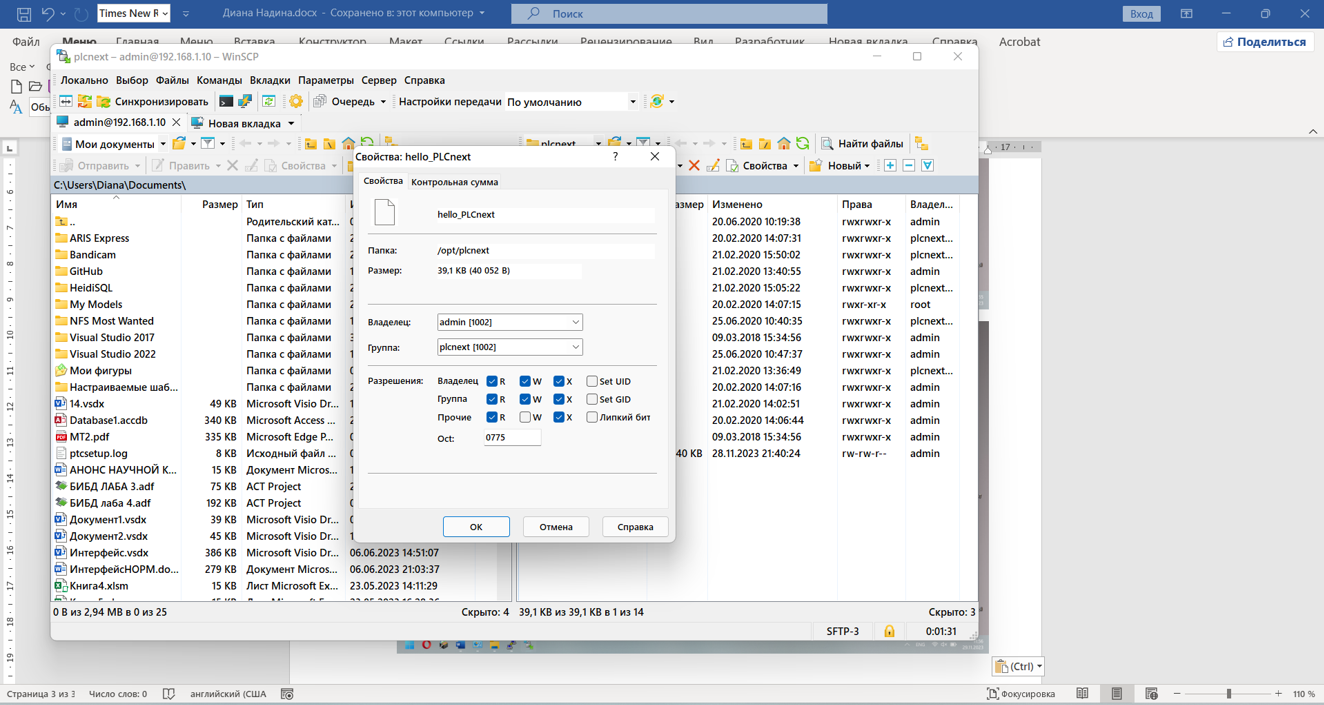 Times New R
Диана Надина.docx - Сохранено в: этот компьютер
Поиск
Вход
Файл Меню Главная Меню Вставка Конструктор Макет Ссылки Рассылки Рецензирование Вид Разработчик Новая вкладка Справка Acrobat
Поделиться
Все
plcnext – admin@192.168.1.10 – WinSCP
Локально Выбор Файлы Команды Вкладки Параметры Сервер Справка
Синхронизировать Очередь Настройки передачи По умолчанию
admin@192.168.1.10 Новая вкладка
Мои документы plcnext Найти файлы
Отправить Править Свойства Свойства Новый
C:\Users\Diana\Documents\
Имя Размер Тип
.. Родительский кат...
ARIS Express Папка с файлами
Bandicam Папка с файлами
GitHub Папка с файлами
HeidiSQL Папка с файлами
My Models Папка с файлами
NFS Most Wanted Папка с файлами
Visual Studio 2017 Папка с файлами
Visual Studio 2022 Папка с файлами
Мои фигуры Папка с файлами
Настраиваемые шаб... Папка с файлами
14.vsdx 49 KB Microsoft Visio Dr...
Database1.accdb 340 KB Microsoft Access ...
MT2.pdf 335 KB Microsoft Edge P...
ptcsetup.log 8 KB Исходный файл ...
АНОНС НАУЧНОЙ К... 15 KB Документ Micros...
БИБД ЛАБА 3.adf 75 KB ACT Project
БИБД лаба 4.adf 192 KB ACT Project
Документ1.vsdx 39 KB Microsoft Visio Dr...
Документ2.vsdx 45 KB Microsoft Visio Dr...
Интерфейс.vsdx 386 KB Microsoft Visio Dr... 06.06.2023 14:51:07
ИнтерфейсНОРМ.do... 279 KB Документ Micros... 06.06.2023 21:03:37
Книга4.xlsm 15 KB Лист Microsoft Ex... 23.05.2023 14:11:29
Свойства: hello_PLCnext
Свойства Контрольная сумма
hello_PLCnext
Папка: /opt/plcnext
Размер: 39,1 KB (40 052 B)
Владелец: admin [1002]
Группа: plcnext [1002]
Разрешения: Владелец R W X Set UID
Группа R W X Set GID
Прочие R W X Липкий бит
Oct: 0775
OK Отмена Справка
Изменено Права Владел...
20.06.2020 10:19:38 rwxrwxr-x admin
20.02.2020 14:07:31 rwxrwxr-x plcnext...
21.02.2020 15:50:02 rwxrwxr-x plcnext...
21.02.2020 13:40:55 rwxrwxr-x admin
21.02.2020 15:05:22 rwxrwxr-x plcnext...
20.02.2020 14:07:15 rwxr-xr-x root
25.06.2020 10:40:35 rwxrwxr-x plcnext...
09.03.2018 15:34:56 rwxrwxr-x admin
25.06.2020 10:47:37 rwxrwxr-x admin
21.02.2020 13:36:49 rwxrwxr-x plcnext...
20.02.2020 14:07:16 rwxrwxr-x admin
21.02.2020 14:02:51 rwxrwxr-x admin
20.02.2020 14:06:44 rwxrwxr-x admin
09.03.2018 15:34:56 rwxrwxr-x admin
40 KB 28.11.2023 21:40:24 rw-rw-r-- admin
0 B из 2,94 MB в 0 из 25 Скрыто: 4 39,1 KB из 39,1 KB в 1 из 14 Скрыто: 3
SFTP-3 0:01:31
(Ctrl)
Страница 3 из 3 Число слов: 0 английский (США Фокусировка 110 %